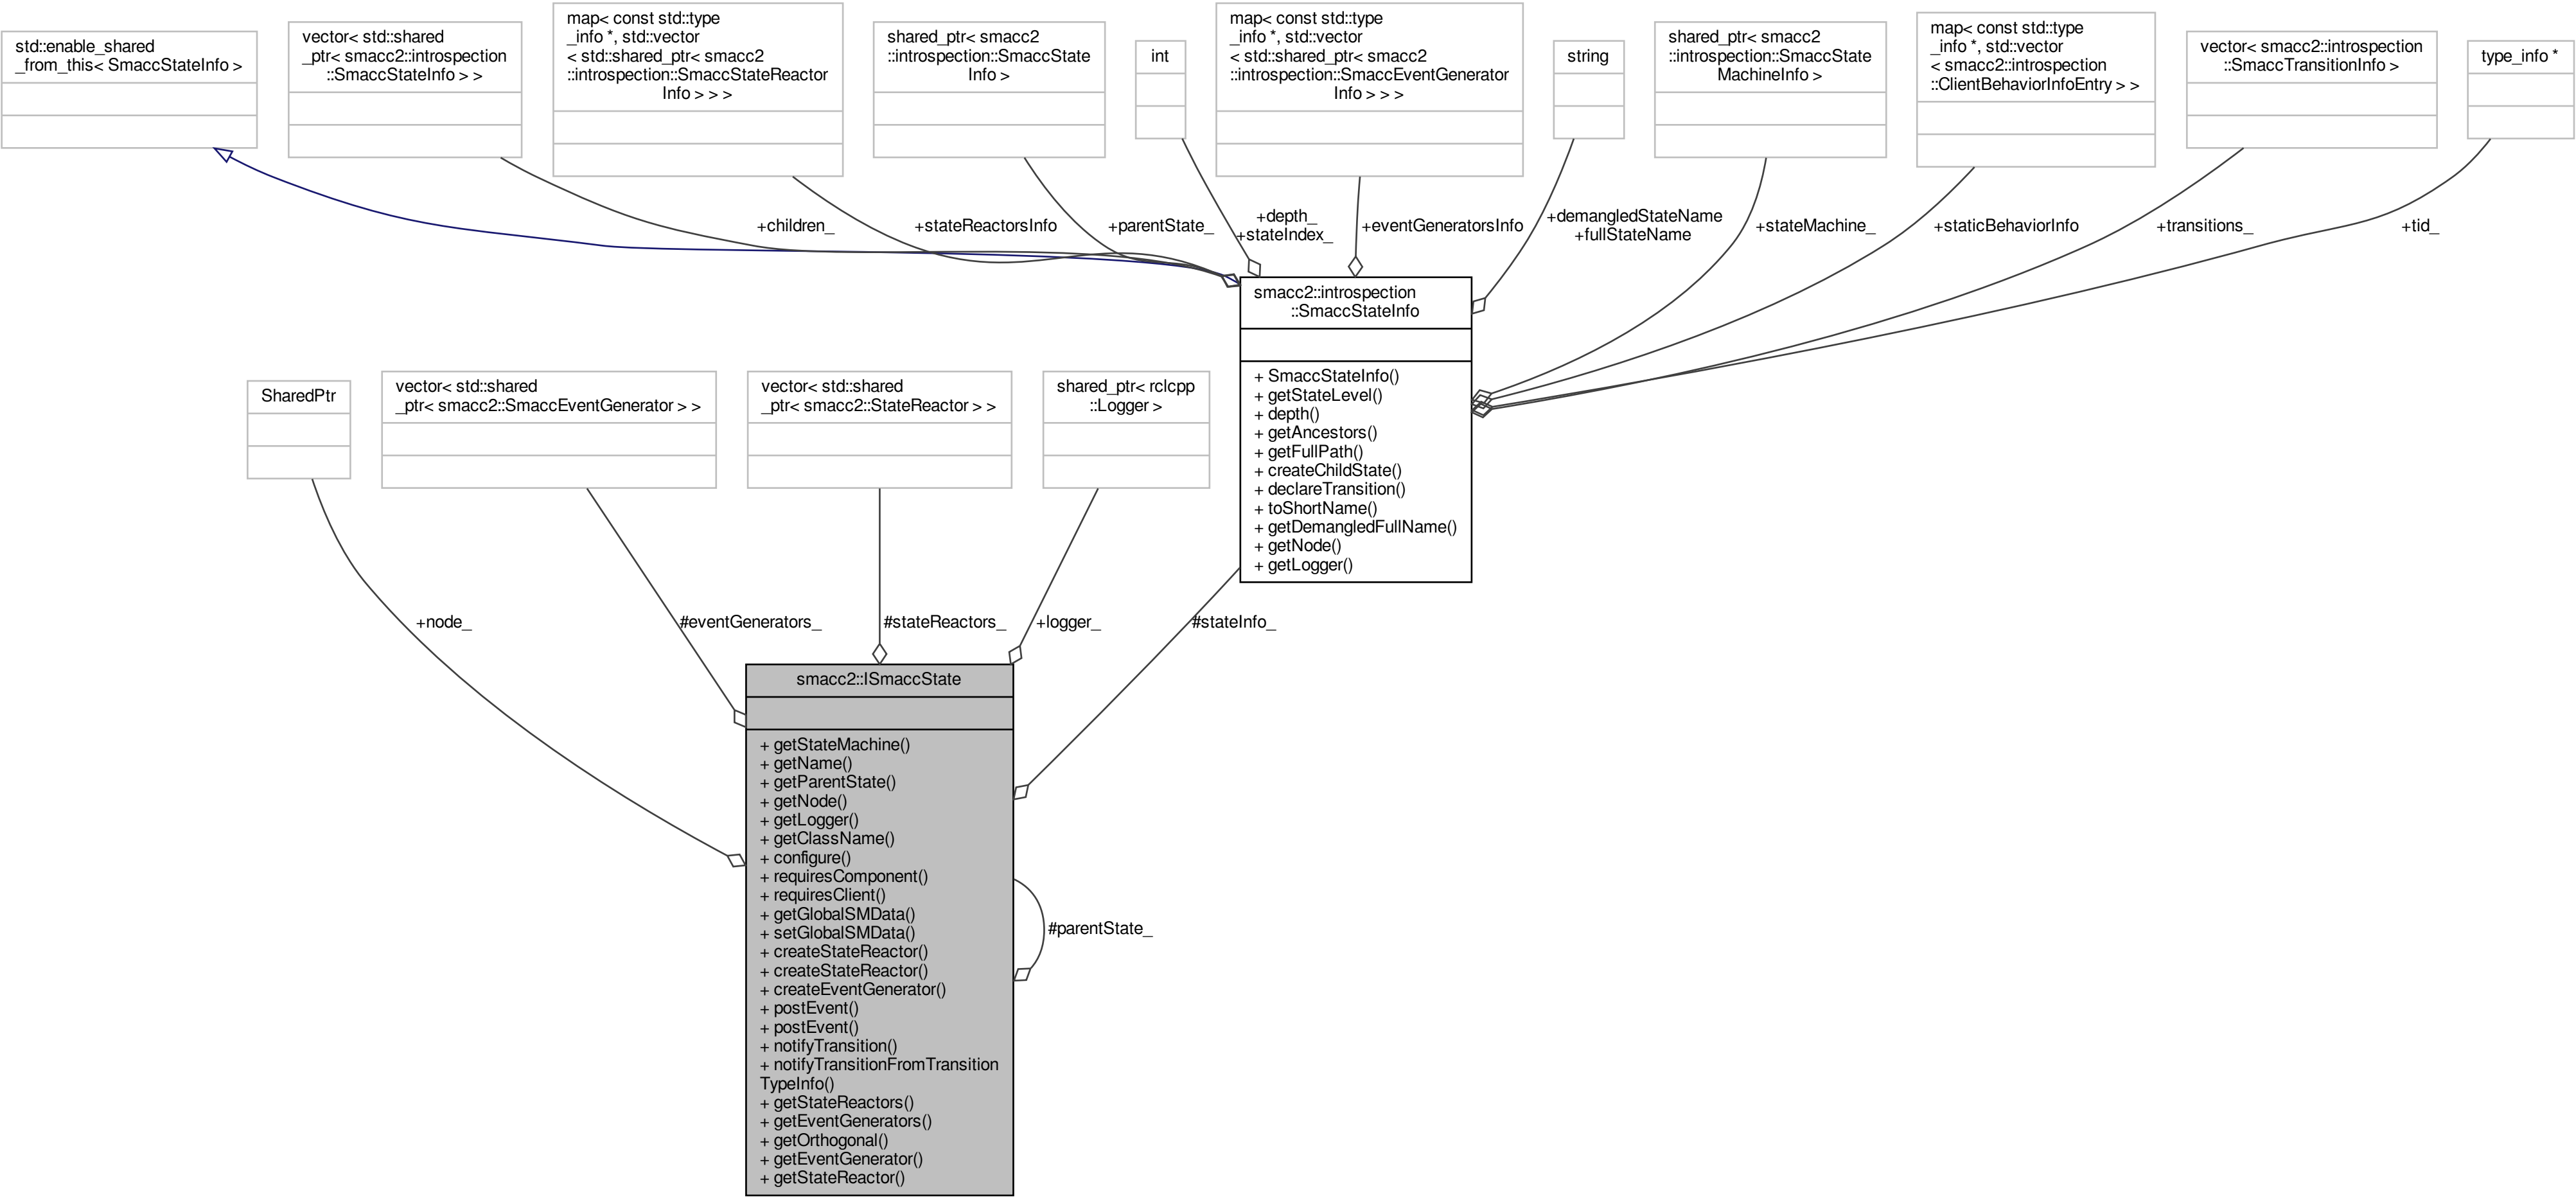 std::enable_shared
_from_this< SmaccStateInfo >
vector< std::shared
_ptr< smacc2::introspection
::SmaccStateInfo > >
map< const std::type
_info *, std::vector
< std::shared_ptr< smacc2
::introspection::SmaccStateReactor
Info > > >
shared_ptr< smacc2
::introspection::SmaccState
Info >
int
map< const std::type
_info *, std::vector
< std::shared_ptr< smacc2
::introspection::SmaccEventGenerator
Info > > >
string
shared_ptr< smacc2
::introspection::SmaccState
MachineInfo >
map< const std::type
_info *, std::vector
< smacc2::introspection
::ClientBehaviorInfoEntry > >
vector< smacc2::introspection
::SmaccTransitionInfo >
type_info *
+children_
+stateReactorsInfo
+parentState_
+depth_
+stateIndex_
+eventGeneratorsInfo
+demangledStateName
+fullStateName
+stateMachine_
+staticBehaviorInfo
+transitions_
+tid_
smacc2::introspection
::SmaccStateInfo
+ SmaccStateInfo()
+ getStateLevel()
+ depth()
+ getAncestors()
+ getFullPath()
+ createChildState()
+ declareTransition()
+ toShortName()
+ getDemangledFullName()
+ getNode()
+ getLogger()
SharedPtr
vector< std::shared
_ptr< smacc2::SmaccEventGenerator > >
vector< std::shared
_ptr< smacc2::StateReactor > >
shared_ptr< rclcpp
::Logger >
+node_
#eventGenerators_
#stateReactors_
+logger_
#stateInfo_
smacc2::ISmaccState
+ getStateMachine()
+ getName()
+ getParentState()
+ getNode()
+ getLogger()
+ getClassName()
+ configure()
+ requiresComponent()
+ requiresClient()
+ getGlobalSMData()
+ setGlobalSMData()
+ createStateReactor()
+ createStateReactor()
+ createEventGenerator()
+ postEvent()
+ postEvent()
+ notifyTransition()
+ notifyTransitionFromTransition
TypeInfo()
+ getStateReactors()
+ getEventGenerators()
+ getOrthogonal()
+ getEventGenerator()
+ getStateReactor()
#parentState_